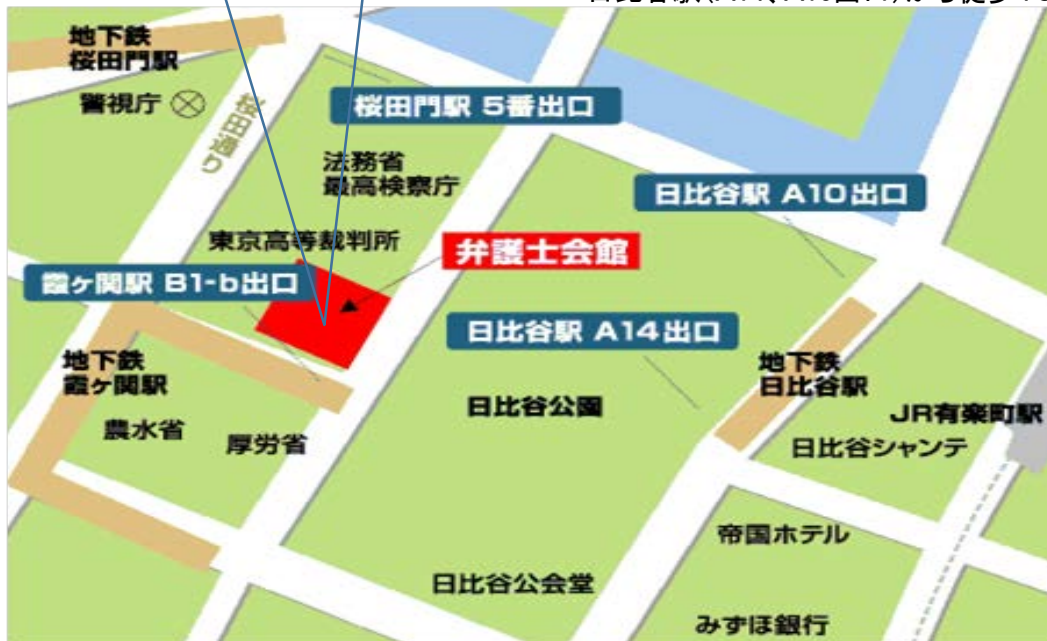 地下鉄
桜田門駅
警視庁
桜田通り
桜田門駅 5番出口
法務省
最高検察庁
日比谷駅 A10出口
東京高等裁判所
弁護士会館
霞ヶ関駅 B1-b出口
日比谷駅 A14出口
地下鉄
霞ヶ関駅
地下鉄
日比谷駅
日比谷公園
JR有楽町駅
農水省
厚労省
日比谷シャンテ
帝国ホテル
日比谷公会堂
みずほ銀行